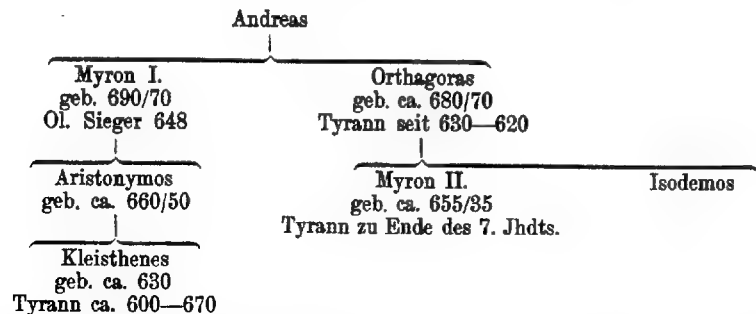 Andreas
Myron I.
geb. 690/70
Ol. Sieger 648
Orthagoras
geb. ca. 680/70
Tyrann seit 630—620
Aristonymos
geb. ca. 660/50
Myron II.
geb. ca. 655/35
Tyrann zu Ende des 7. Jhdts.
Isodemos
Kleisthenes
geb. ca. 630
Tyrann ca. 600—670